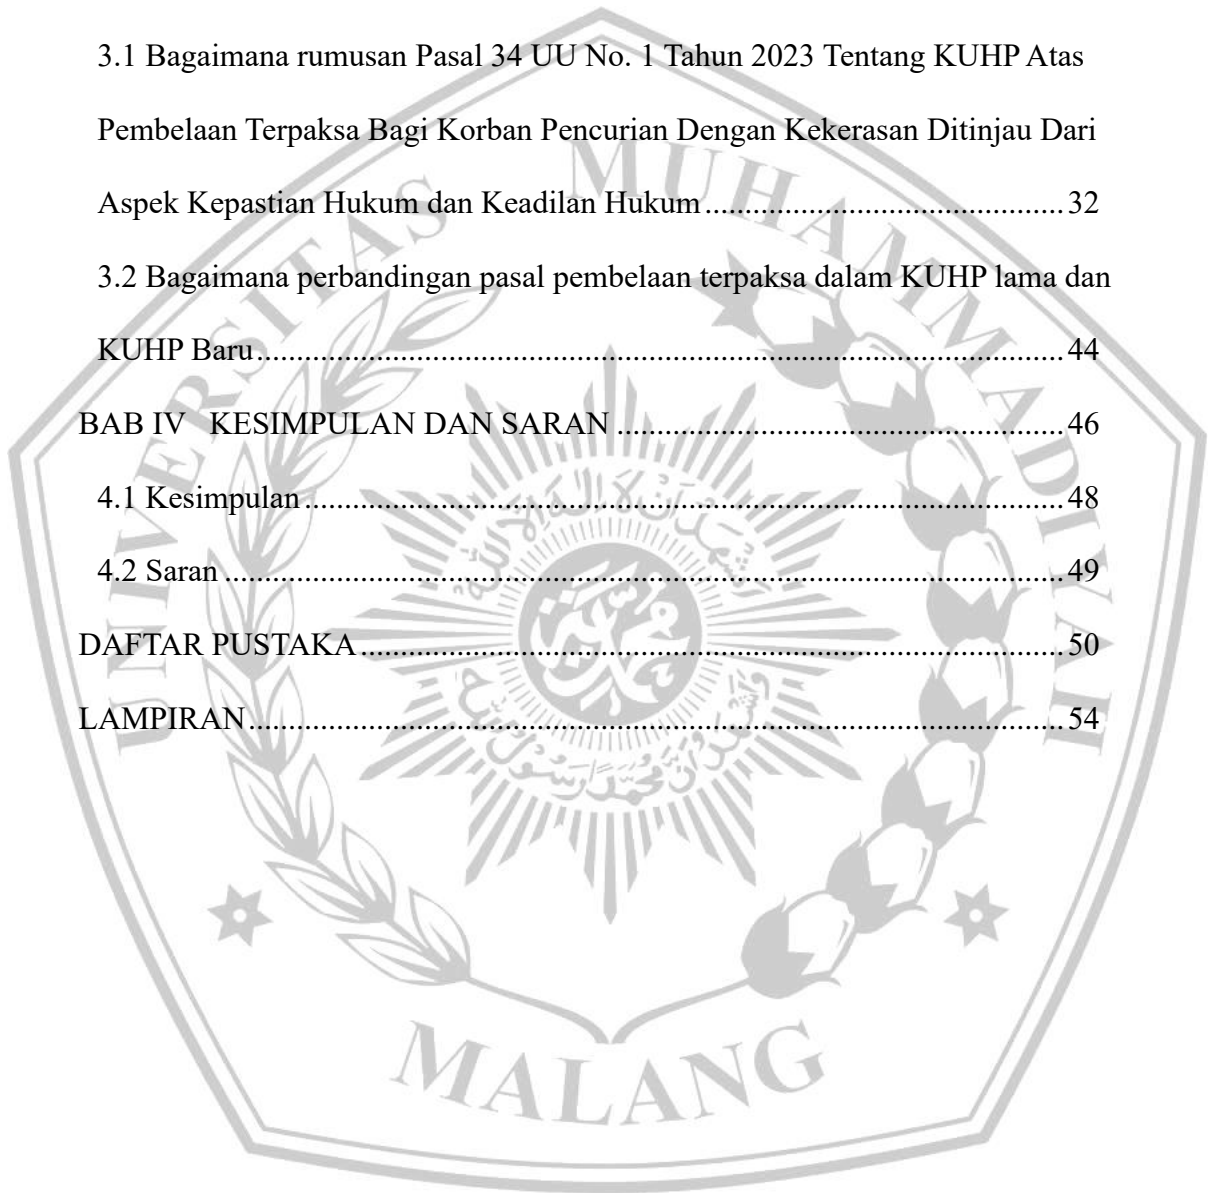 3.1 Bagaimana rumusan Pasal 34 UU No. 1 Tahun 2023 Tentang KUHP Atas
Pembelaan Terpaksa Bagi Korban Pencurian Dengan Kekerasan Ditinjau Dari
Aspek Kepastian Hukum dan Keadilan Hukum............................................32
3.2 Bagaimana perbandingan pasal pembelaan terpaksa dalam KUHP lama dan
KUHP Baru....................................................................................................44
BAB IV   KESIMPULAN DAN SARAN.......................................................46
4.1 Kesimpulan...............................................................................................48
4.2 Saran.........................................................................................................49
DAFTAR PUSTAKA.......................................................................................50
LAMPIRAN.....................................................................................................54
UNIVERSITAS MUHAMMADIYAH
MALANG